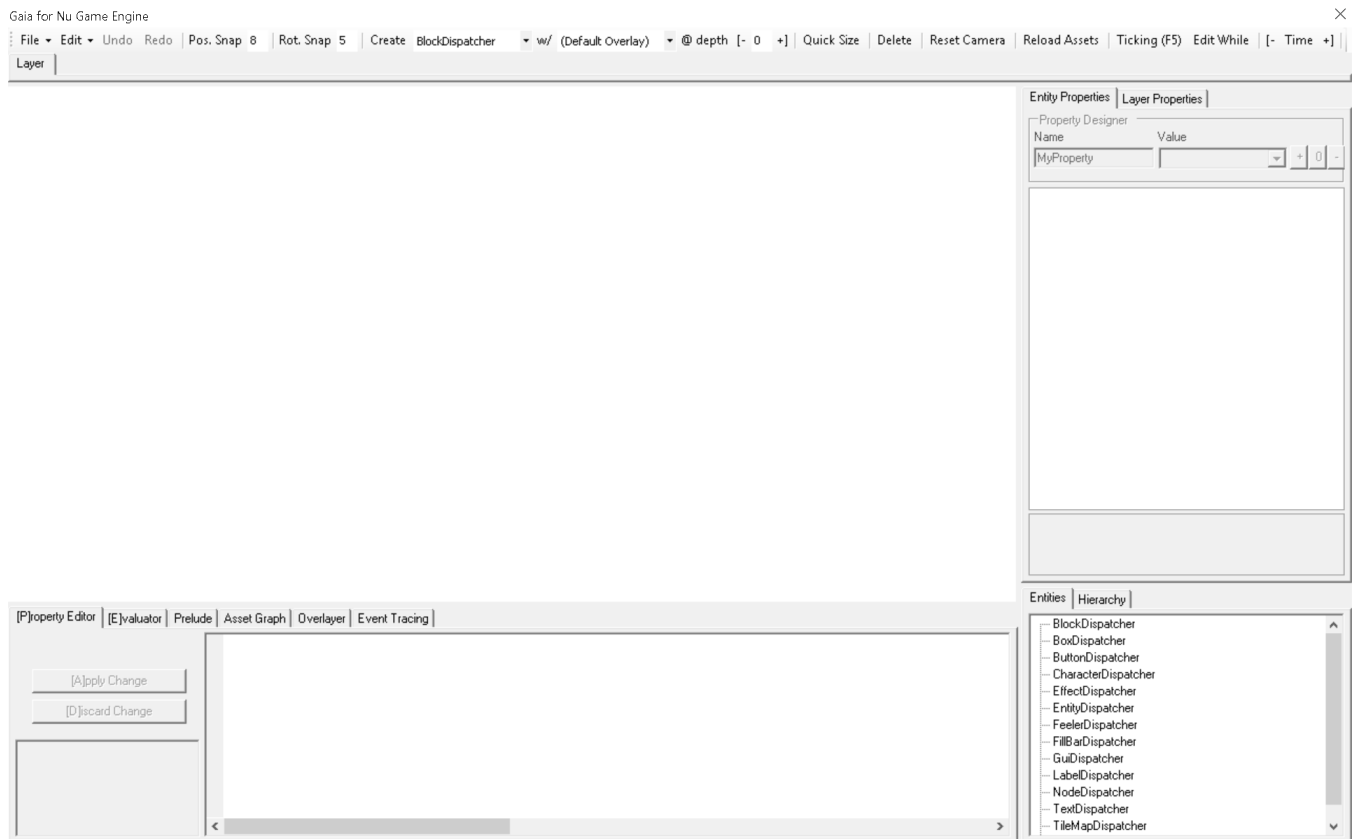 Gaia for Nu Game Engine
File Edit Undo Redo Pos. Snap 8 Rot. Snap 5 Create BlockDispatcher w/ (Default Overlay) @ depth [- 0 +] Quick Size Delete Reset Camera Reload Assets Ticking (F5) Edit While [- Time +]
Layer
Entity Properties Layer Properties
Property Designer
Name Value
MyProperty + 0 -
[P]roperty Editor [E]valuator Prelude Asset Graph Overlayer Event Tracing
[A]pply Change
[D]iscard Change
Entities Hierarchy
BlockDispatcher
BoxDispatcher
ButtonDispatcher
CharacterDispatcher
EffectDispatcher
EntityDispatcher
FeelerDispatcher
FillBarDispatcher
GuiDispatcher
LabelDispatcher
NodeDispatcher
TextDispatcher
TileMapDispatcher